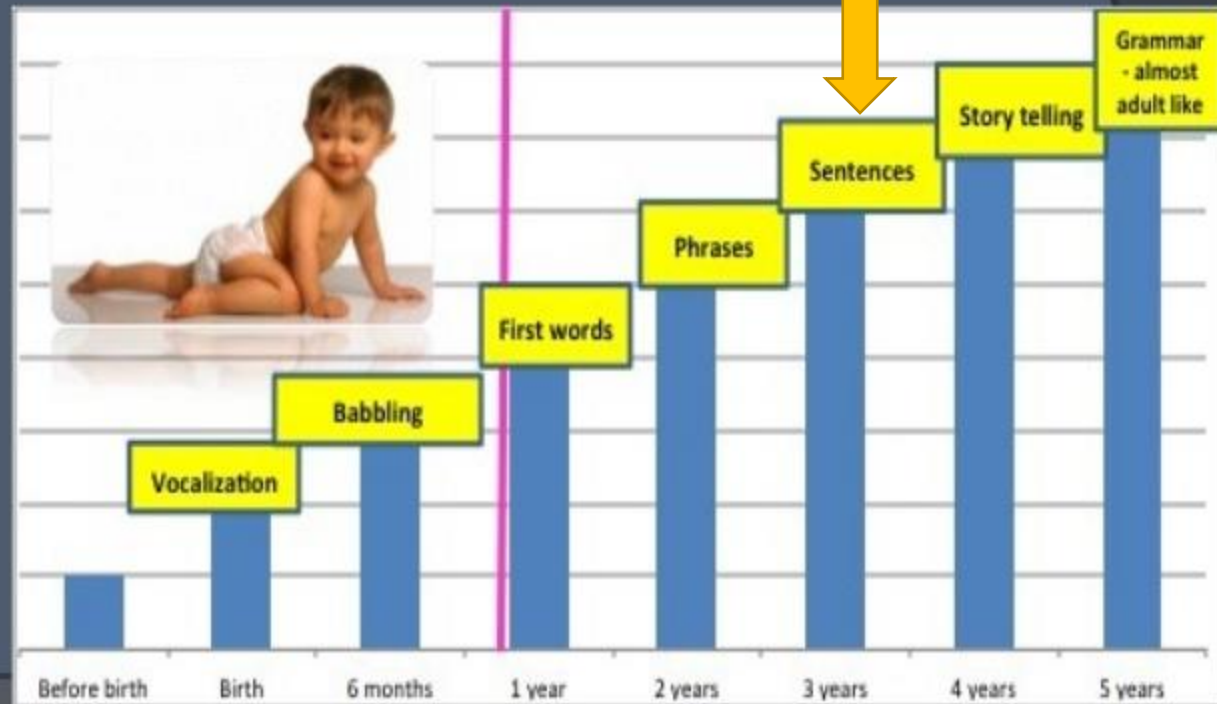 Grammar
- almost
adult like
Story telling
Sentences
Phrases
First words
Babbling
Vocalization
Before birth
Birth
6 months
1 year
2 years
3 years
4 years
5 years